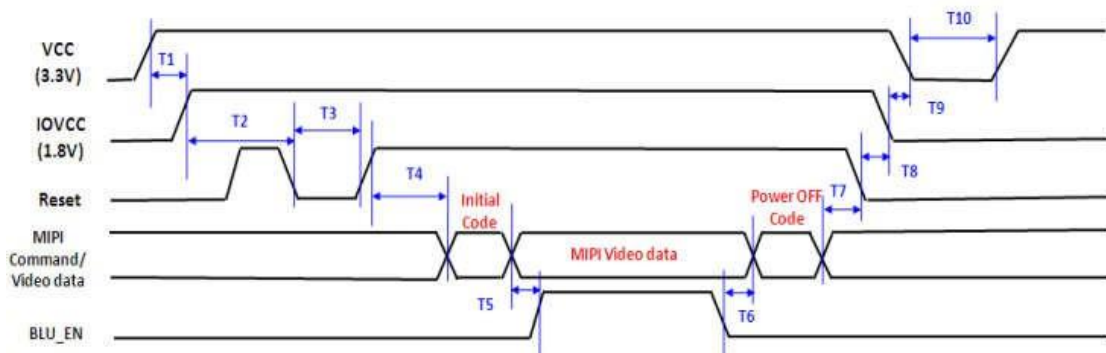 VCC
(3.3V)
T1
T10
IOVCC
(1.8V)
T2
T3
T9
Reset
T4
T7
T8
Initial
Code
Power OFF
Code
MIPI
Command/
Video data
MIPI Video data
T5
T6
BLU_EN